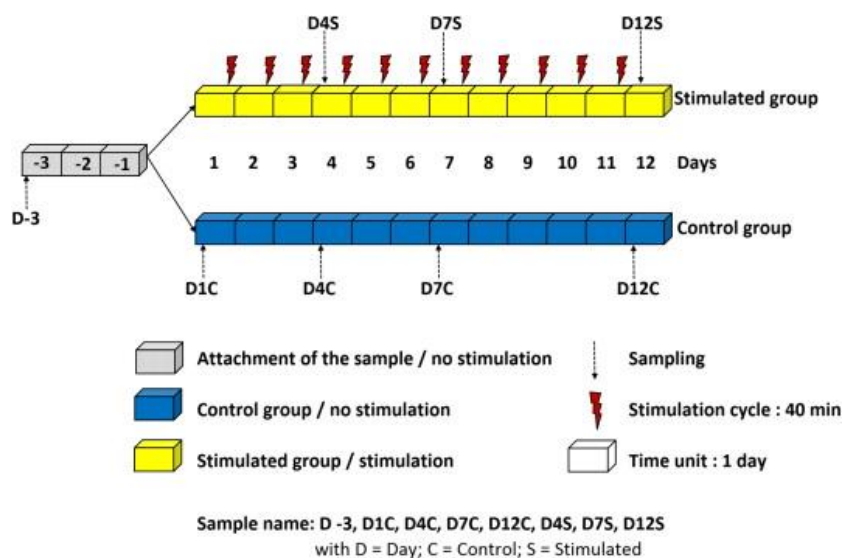 D4S D7S D12S
Stimulated group
-3 -2 -1
1 2 3 4 5 6 7 8 9 10 11 12 Days
D-3
Control group
D1C D4C D7C D12C
Attachment of the sample / no stimulation
Sampling
Control group / no stimulation
Stimulation cycle : 40 min
Stimulated group / stimulation
Time unit : 1 day
Sample name: D -3, D1C, D4C, D7C, D12C, D4S, D7S, D12S
with D = Day; C = Control; S = Stimulated